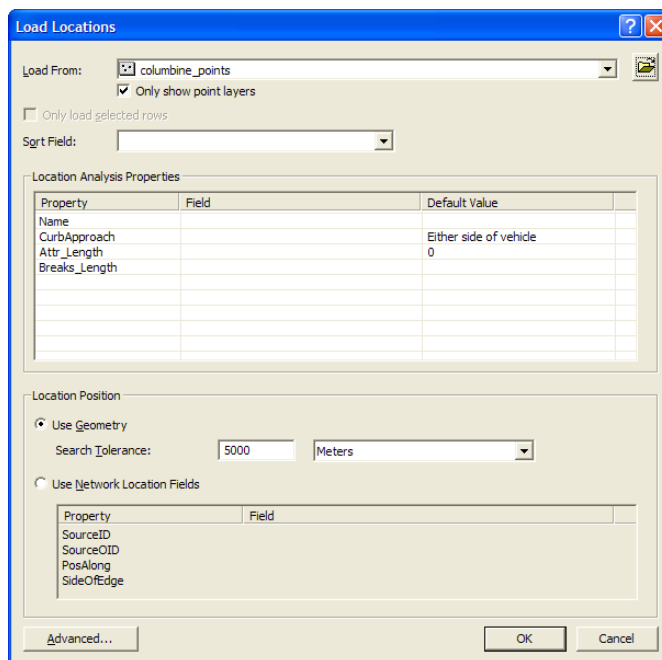 Load Locations
Load From: columbine_points
Only show point layers
Only load selected rows
Sort Field:
Location Analysis Properties
Property Field Default Value
Name
CurbApproach Either side of vehicle
Attr_Length 0
Breaks_Length
Location Position
Use Geometry
Search Tolerance: 5000 Meters
Use Network Location Fields
Property Field
SourceID
SourceOID
PosAlong
SideOfEdge
Advanced... OK Cancel